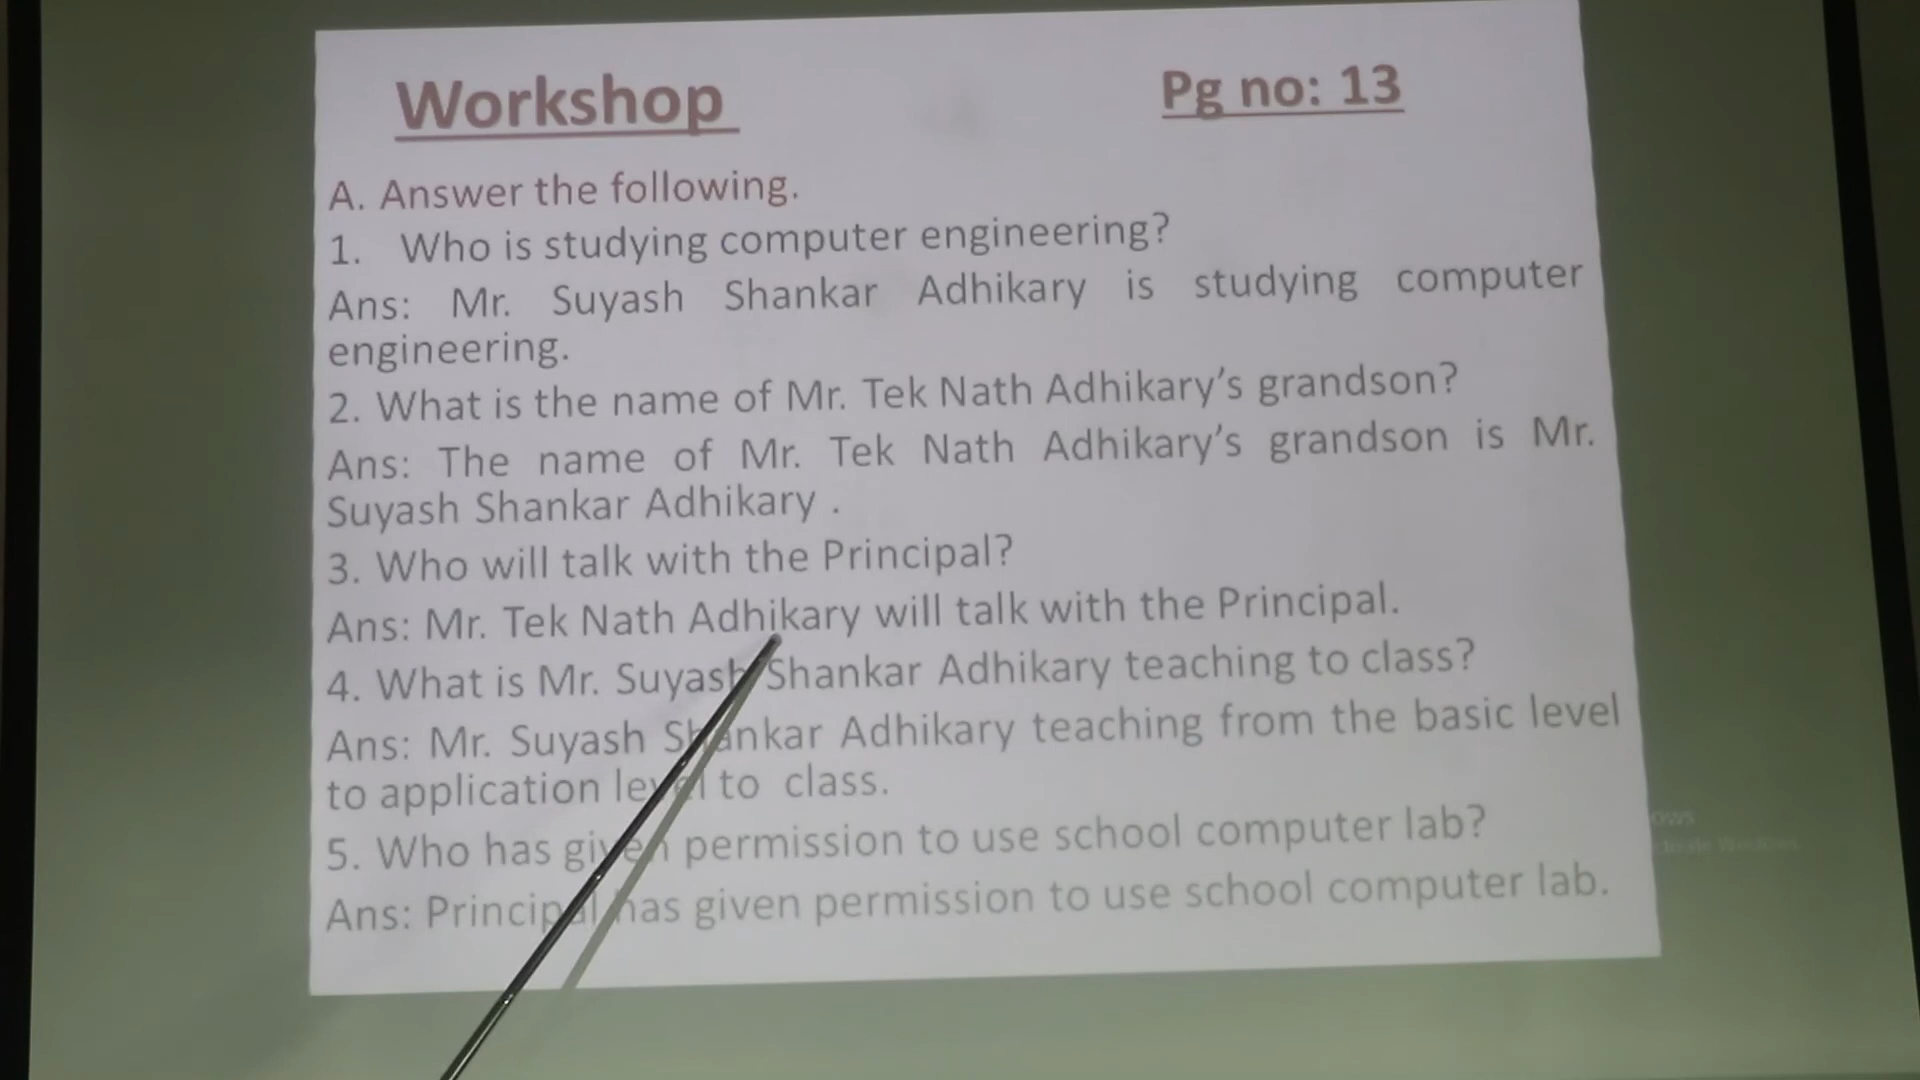 Workshop Pg no: 13
A. Answer the following.
1. Who is studying computer engineering?
Ans: Mr. Suyash Shankar Adhikary is studying computer
engineering.
2. What is the name of Mr. Tek Nath Adhikary’s grandson?
Ans: The name of Mr. Tek Nath Adhikary’s grandson is Mr.
Suyash Shankar Adhikary .
3. Who will talk with the Principal?
Ans: Mr. Tek Nath Adhikary will talk with the Principal.
4. What is Mr. Suyash Shankar Adhikary teaching to class?
Ans: Mr. Suyash Shankar Adhikary teaching from the basic level
to application level to class.
5. Who has given permission to use school computer lab?
Ans: Principal has given permission to use school computer lab.